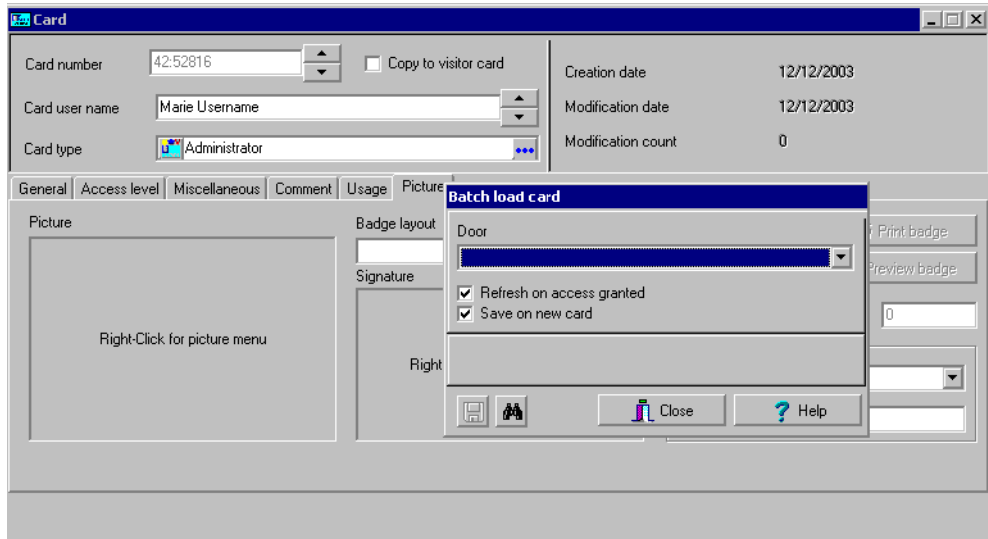 Card
Card number
42:52816
Copy to visitor card
Card user name
Marie Username
Card type
Administrator
Creation date
12/12/2003
Modification date
12/12/2003
Modification count
0
General
Access level
Miscellaneous
Comment
Usage
Picture
Picture
Right-Click for picture menu
Badge layout
Signature
Right
Batch load card
Door
Refresh on access granted
Save on new card
Close
Help
Print badge
Preview badge
0